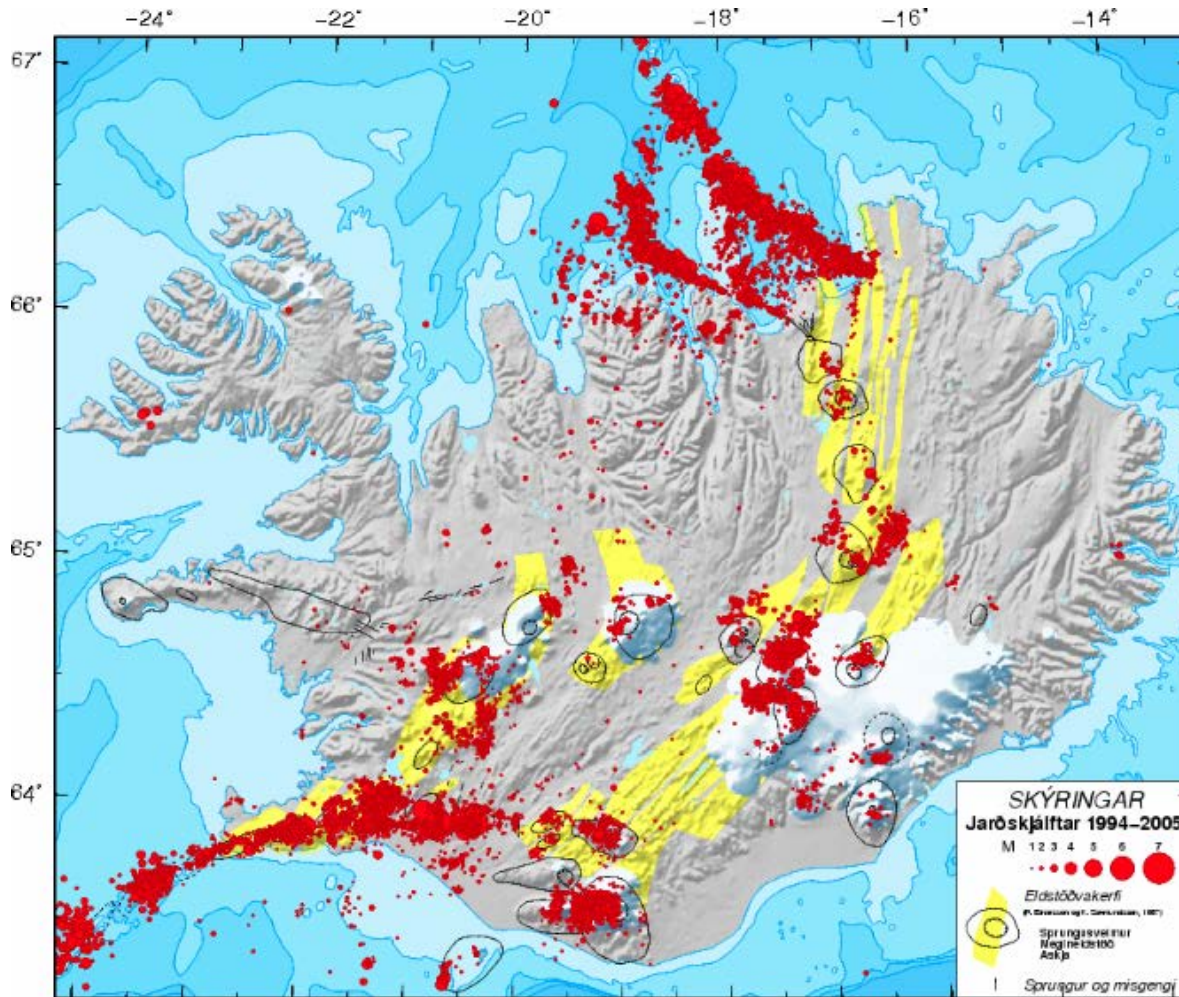 -24° -22° -20° -18° -16° -14°
67°
66°
65°
64°
SKÝRINGAR
Jarðskjálftar 1994-2005
M 1 2 3 4 5 6 7
Eldstöðvakerfi
Sprungusveimur
Megineldstöð
Askja
Sprungur og misgengi